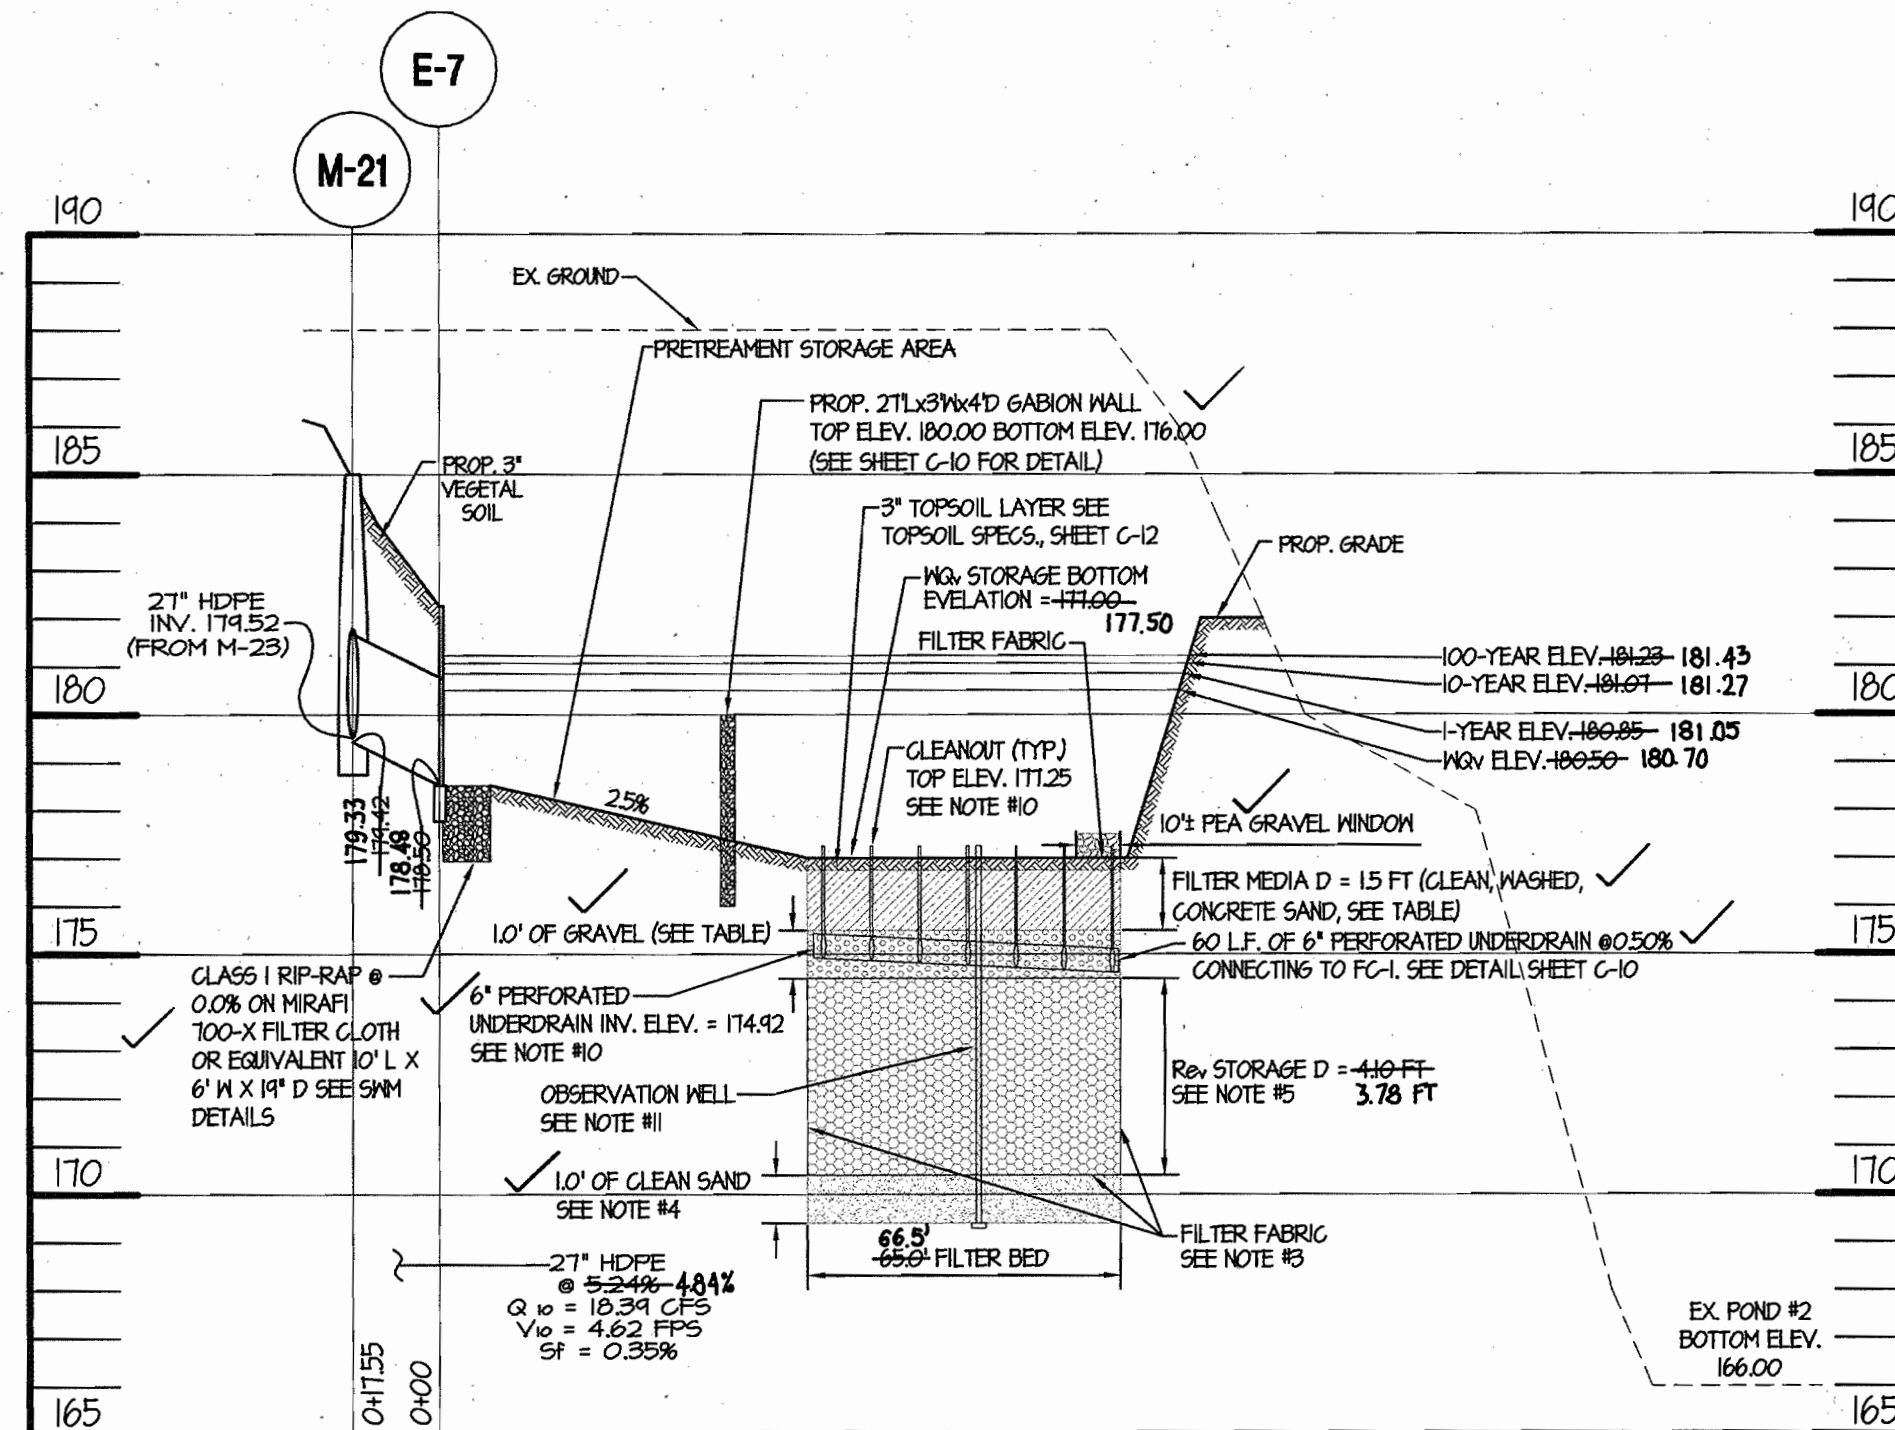 E-7
M-21
190
190
EX. GROUND
PRETREAMENT STORAGE AREA
PROP. 27'Lx3'Wx4'D GABION WALL
TOP ELEV. 180.00 BOTTOM ELEV. 176.00
(SEE SHEET C-10 FOR DETAIL)
185
185
PROP. 3"
VEGETAL
SOIL
3" TOPSOIL LAYER SEE
TOPSOIL SPECS., SHEET C-12
PROP. GRADE
WQv STORAGE BOTTOM
EVELATION = 177.00
177.50
FILTER FABRIC
27" HDPE
INV. 179.52
(FROM M-23)
100-YEAR ELEV. 181.23 181.43
10-YEAR ELEV. 181.07 181.27
1-YEAR ELEV. 180.85 181.05
WQv ELEV. 180.50 180.70
180
180
CLEANOUT (TYP.)
TOP ELEV. 177.25
SEE NOTE #10
2.5%
10'± PEA GRAVEL WINDOW
179.33
179.42
178.48
178.50
FILTER MEDIA D = 1.5 FT (CLEAN, WASHED,
CONCRETE SAND, SEE TABLE)
1.0' OF GRAVEL (SEE TABLE)
60 L.F. OF 6" PERFORATED UNDERDRAIN @0.50%
CONNECTING TO FC-1. SEE DETAIL SHEET C-10
175
175
CLASS I RIP-RAP @
0.0% ON MIRAFI
700-X FILTER CLOTH
OR EQUIVALENT 10' L X
6' W X 19" D SEE SWM
DETAILS
6" PERFORATED
UNDERDRAIN INV. ELEV. = 174.92
SEE NOTE #10
OBSERVATION WELL
SEE NOTE #11
Rev STORAGE D = 4.10 FT
SEE NOTE #5 3.78 FT
170
170
1.0' OF CLEAN SAND
SEE NOTE #4
FILTER FABRIC
SEE NOTE #3
66.5'
65.0' FILTER BED
27" HDPE
@ 5.24% 4.84%
Q 10 = 18.39 CFS
V10 = 4.62 FPS
Sf = 0.35%
EX. POND #2
BOTTOM ELEV.
166.00
0+17.55
0+00
165
165